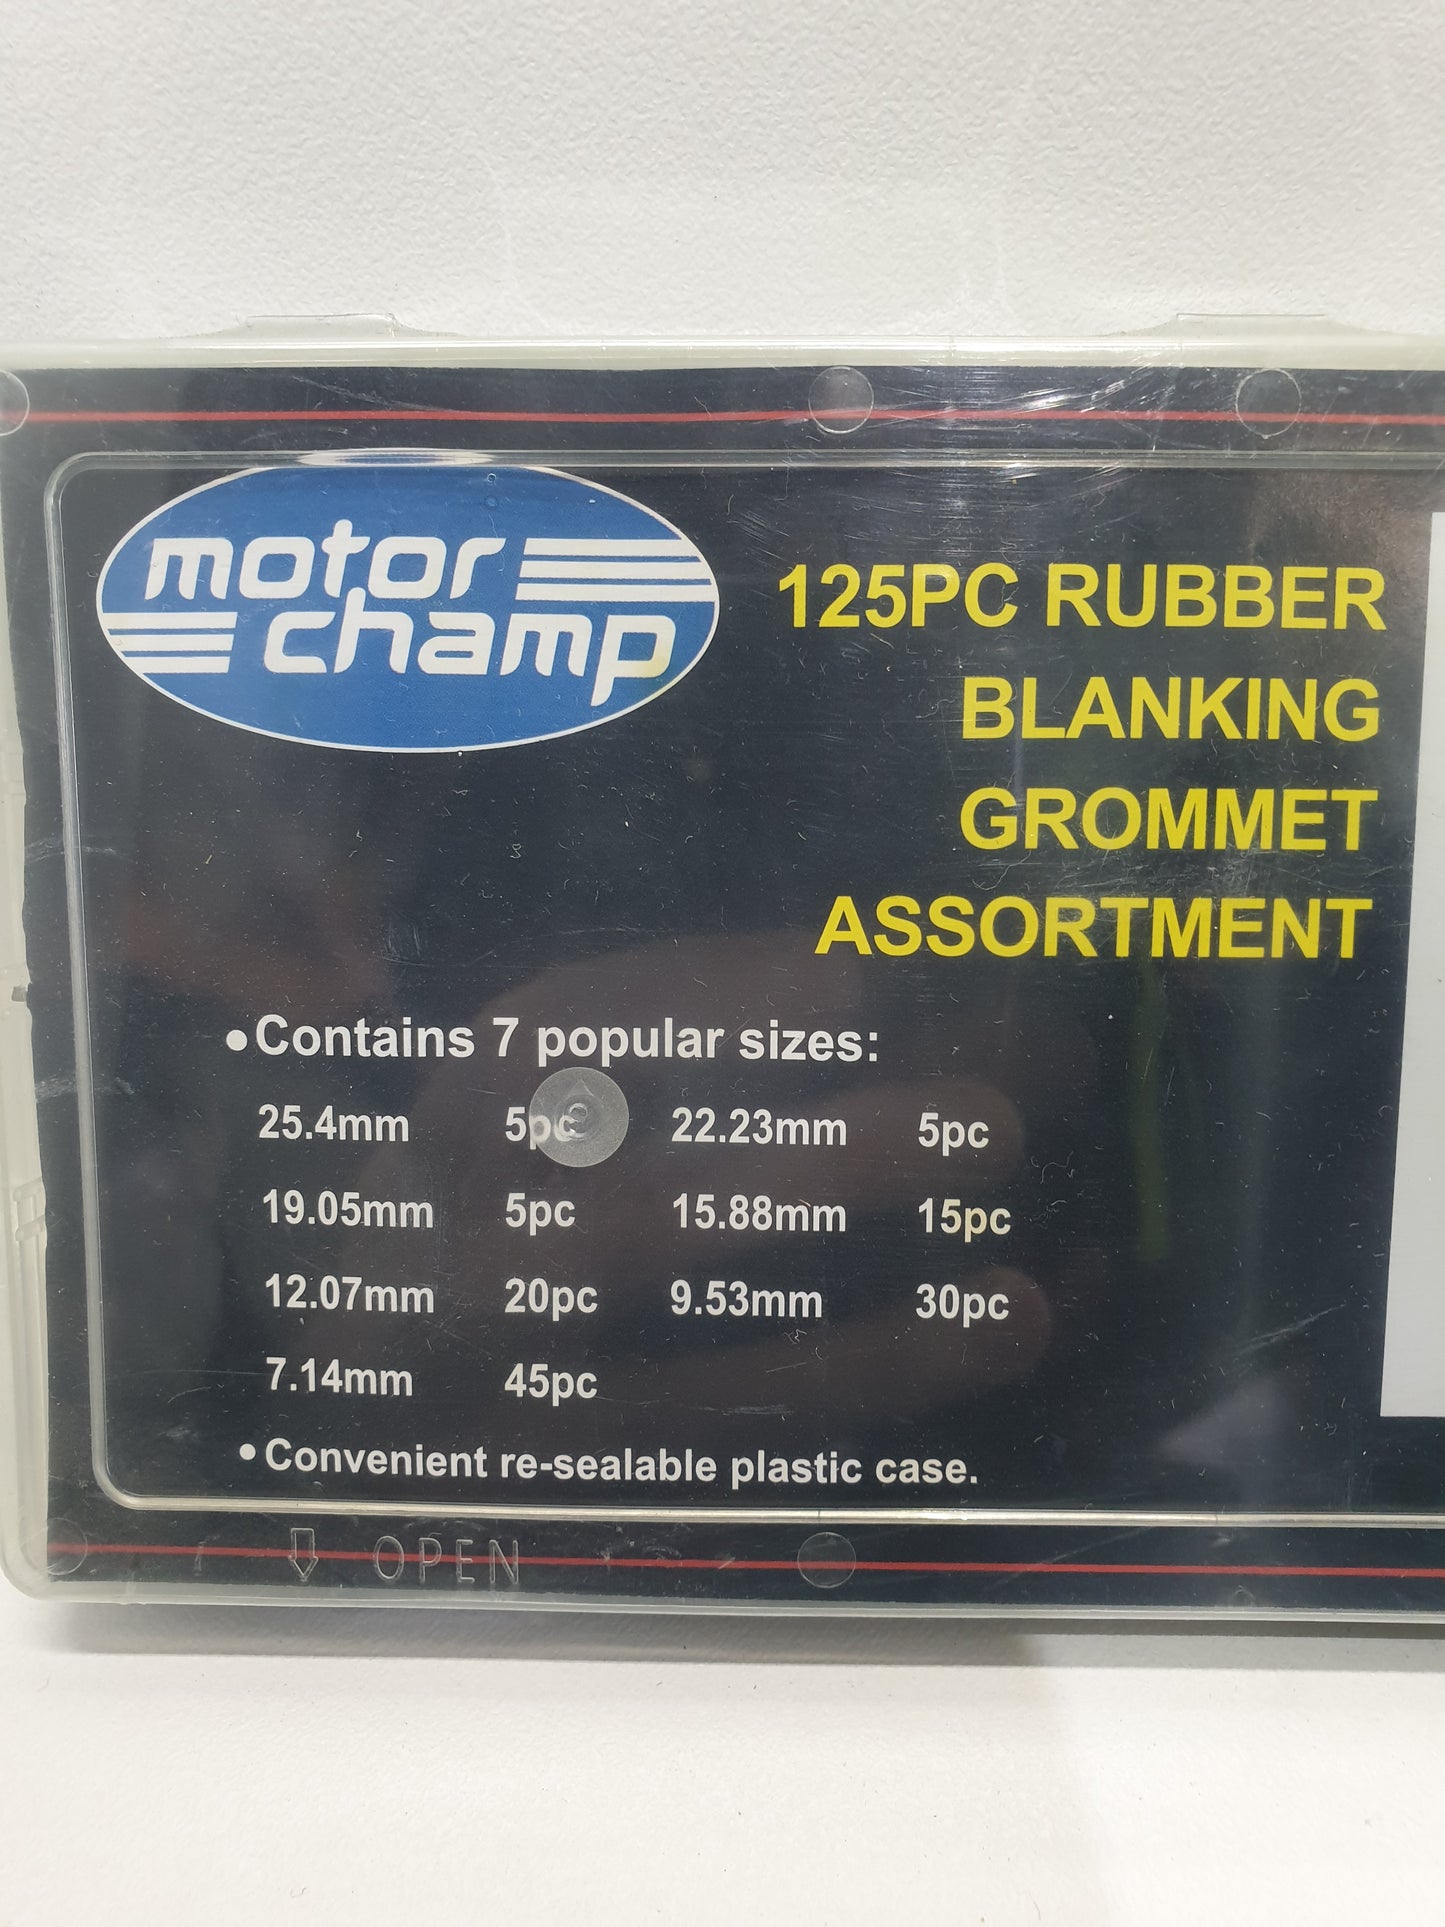 motor
champ
125PC RUBBER
BLANKING
GROMMET
ASSORTMENT
•Contains 7 popular sizes:
25.4mm 5pc 22.23mm 5pc
19.05mm 5pc 15.88mm 15pc
12.07mm 20pc 9.53mm 30pc
7.14mm 45pc
•Convenient re-sealable plastic case.
OPEN